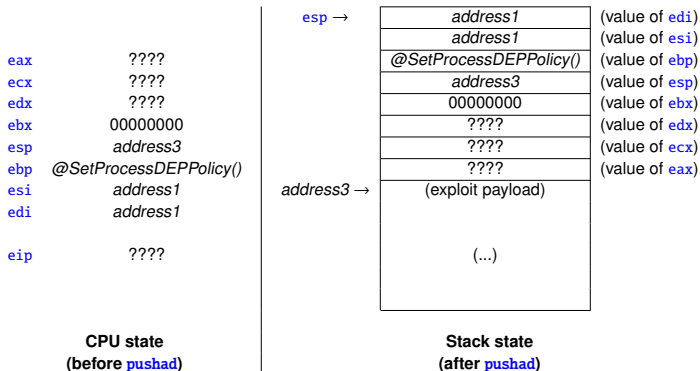 esp → address1 (value of edi)
address1 (value of esi)
eax ???? @SetProcessDEPPolicy() (value of ebp)
ecx ???? address3 (value of esp)
edx ???? 00000000 (value of ebx)
ebx 00000000 ???? (value of edx)
esp address3 ???? (value of ecx)
ebp @SetProcessDEPPolicy() ???? (value of eax)
esi address1 address3 → (exploit payload)
edi address1
eip ???? (...)
CPU state Stack state
(before pushad) (after pushad)